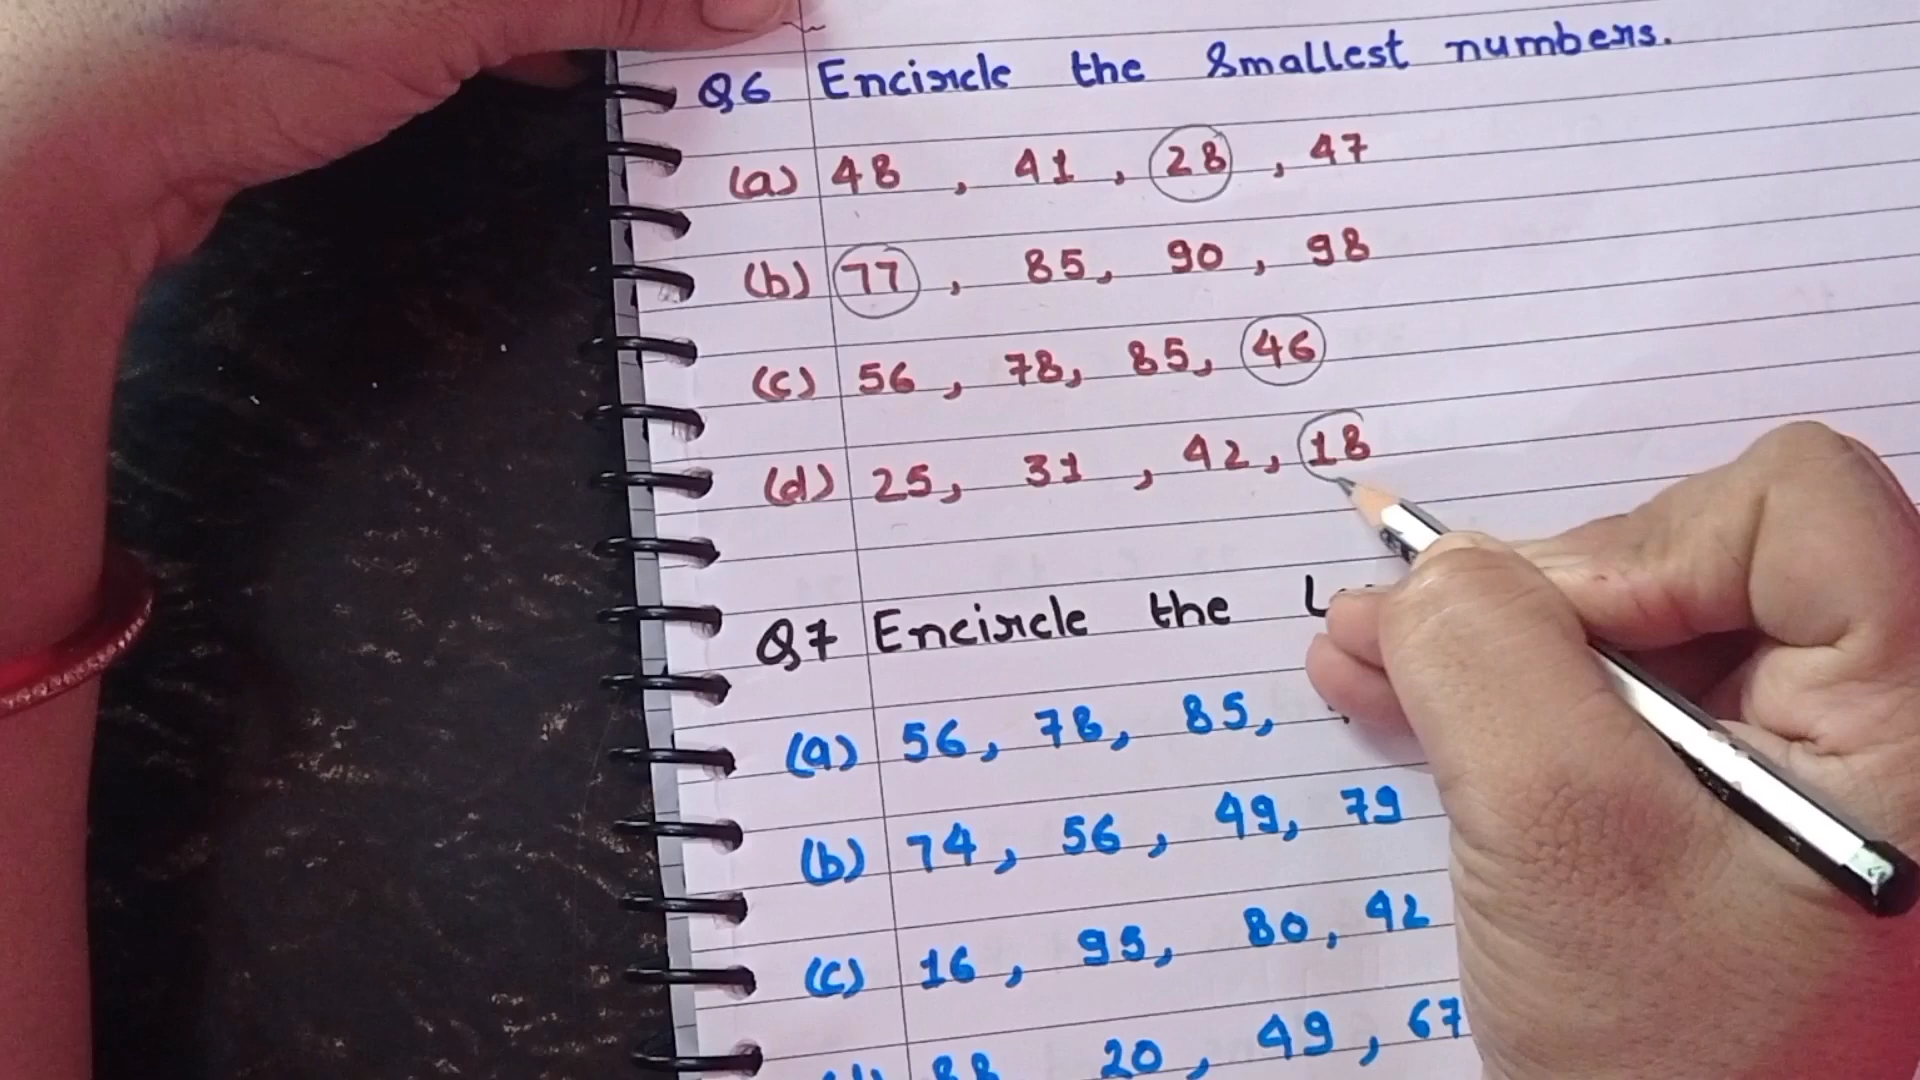 Q6 Encircle the Smallest numbers.
(a) 48 , 41 , 28 , 47
(b) 77 , 85, 90 , 98
(c) 56 , 78, 85, 46
(d) 25, 31 , 42, 18
Q7 Encircle the
(a) 56, 78, 85,
(b) 74, 56, 49, 79
(c) 16, 95, 80, 42
20, 49, 67